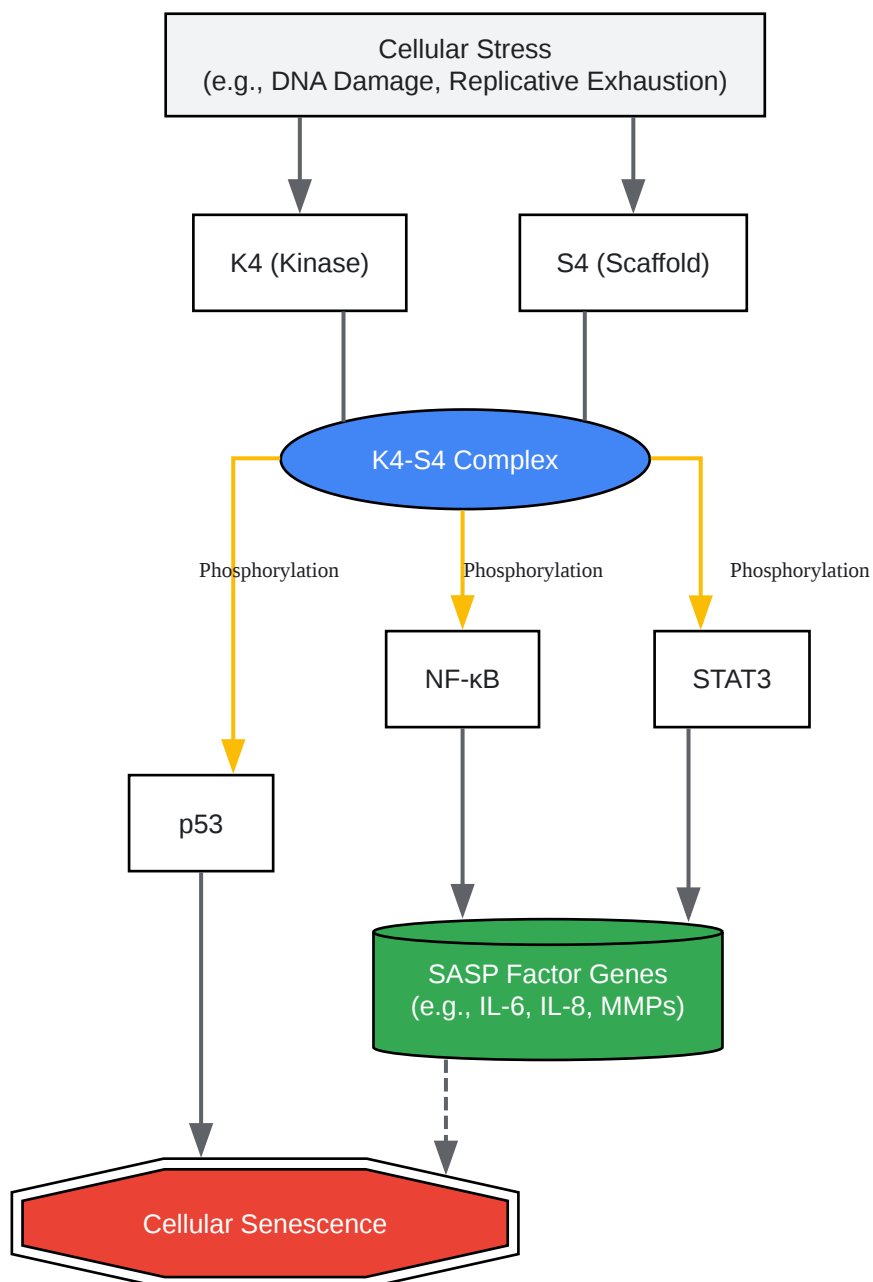 Cellular Stress
(e.g., DNA Damage, Replicative Exhaustion)
K4 (Kinase)
S4 (Scaffold)
K4-S4 Complex
Phosphorylation
Phosphorylation
Phosphorylation
NF-κB
STAT3
p53
SASP Factor Genes
(e.g., IL-6, IL-8, MMPs)
Cellular Senescence